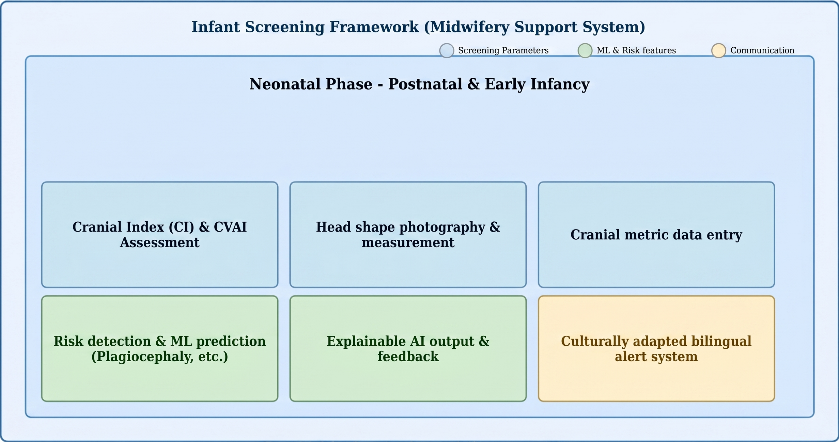 Infant Screening Framework (Midwifery Support System)
Screening Parameters
ML & Risk features
Communication
Neonatal Phase - Postnatal & Early Infancy
Cranial Index (CI) & CVAI
Assessment
Head shape photography &
measurement
Cranial metric data entry
Risk detection & ML prediction
(Plagiocephaly, etc.)
Explainable AI output &
feedback
Culturally adapted bilingual
alert system